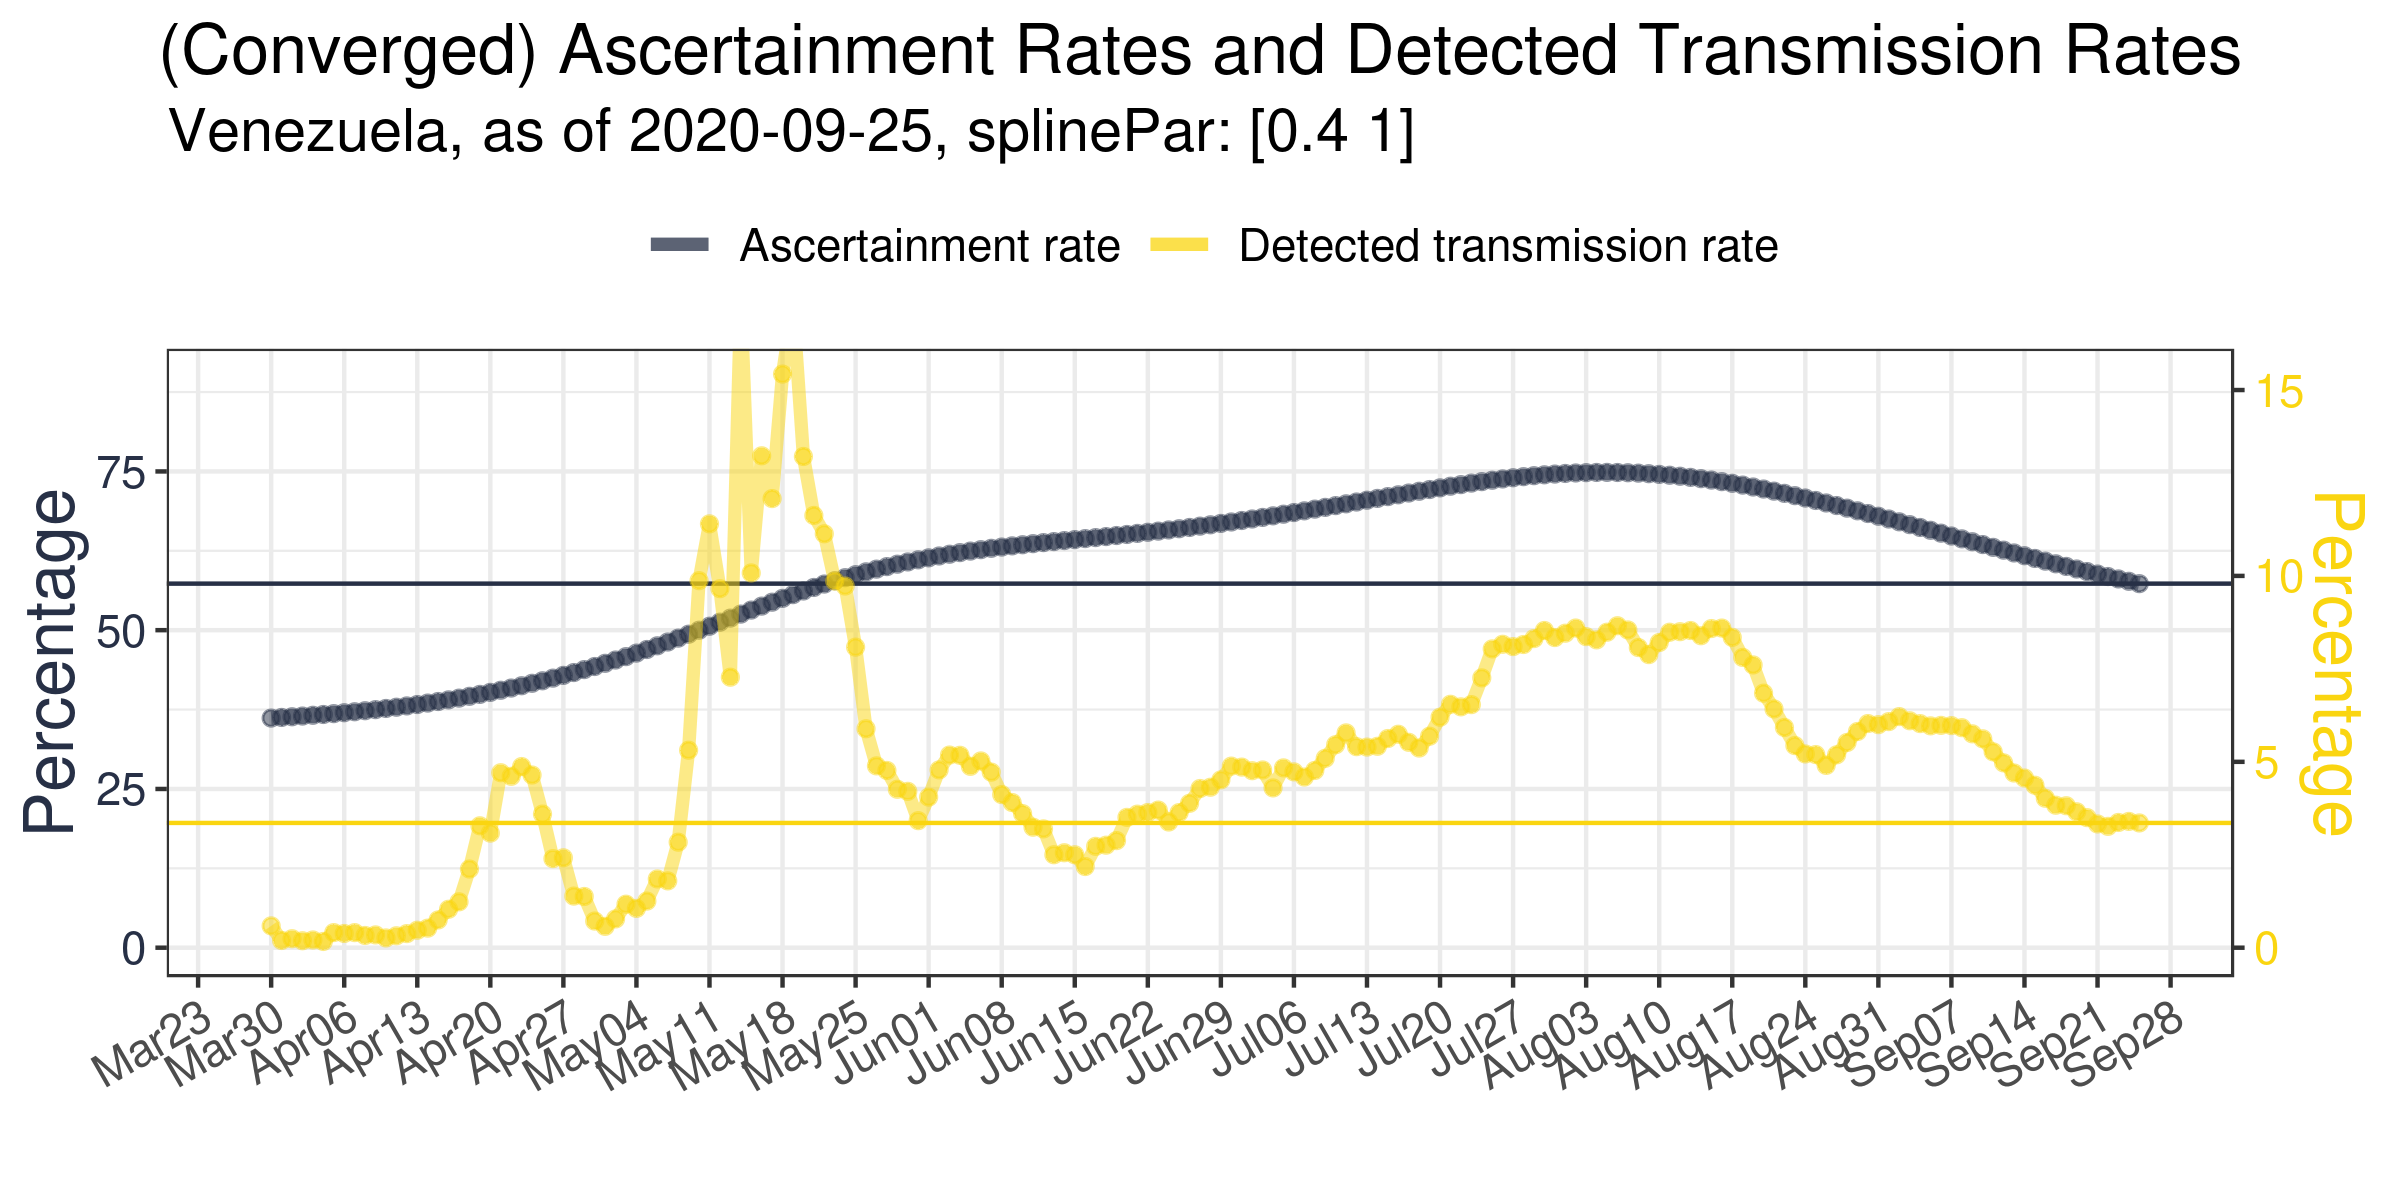 (Converged) Ascertainment Rates and Detected Transmission Rates
Venezuela, as of 2020-09-25, splinePar: [0.4 1]
Ascertainment rate Detected transmission rate
Percentage
75
50
25
0
15
10
5
0
Percentage
Mar23 Mar30 Apr06 Apr13 Apr20 Apr27 May04 May11 May18 May25 Jun01 Jun08 Jun15 Jun22 Jun29 Jul06 Jul13 Jul20 Jul27 Aug03 Aug10 Aug17 Aug24 Aug31 Sep07 Sep14 Sep21 Sep28